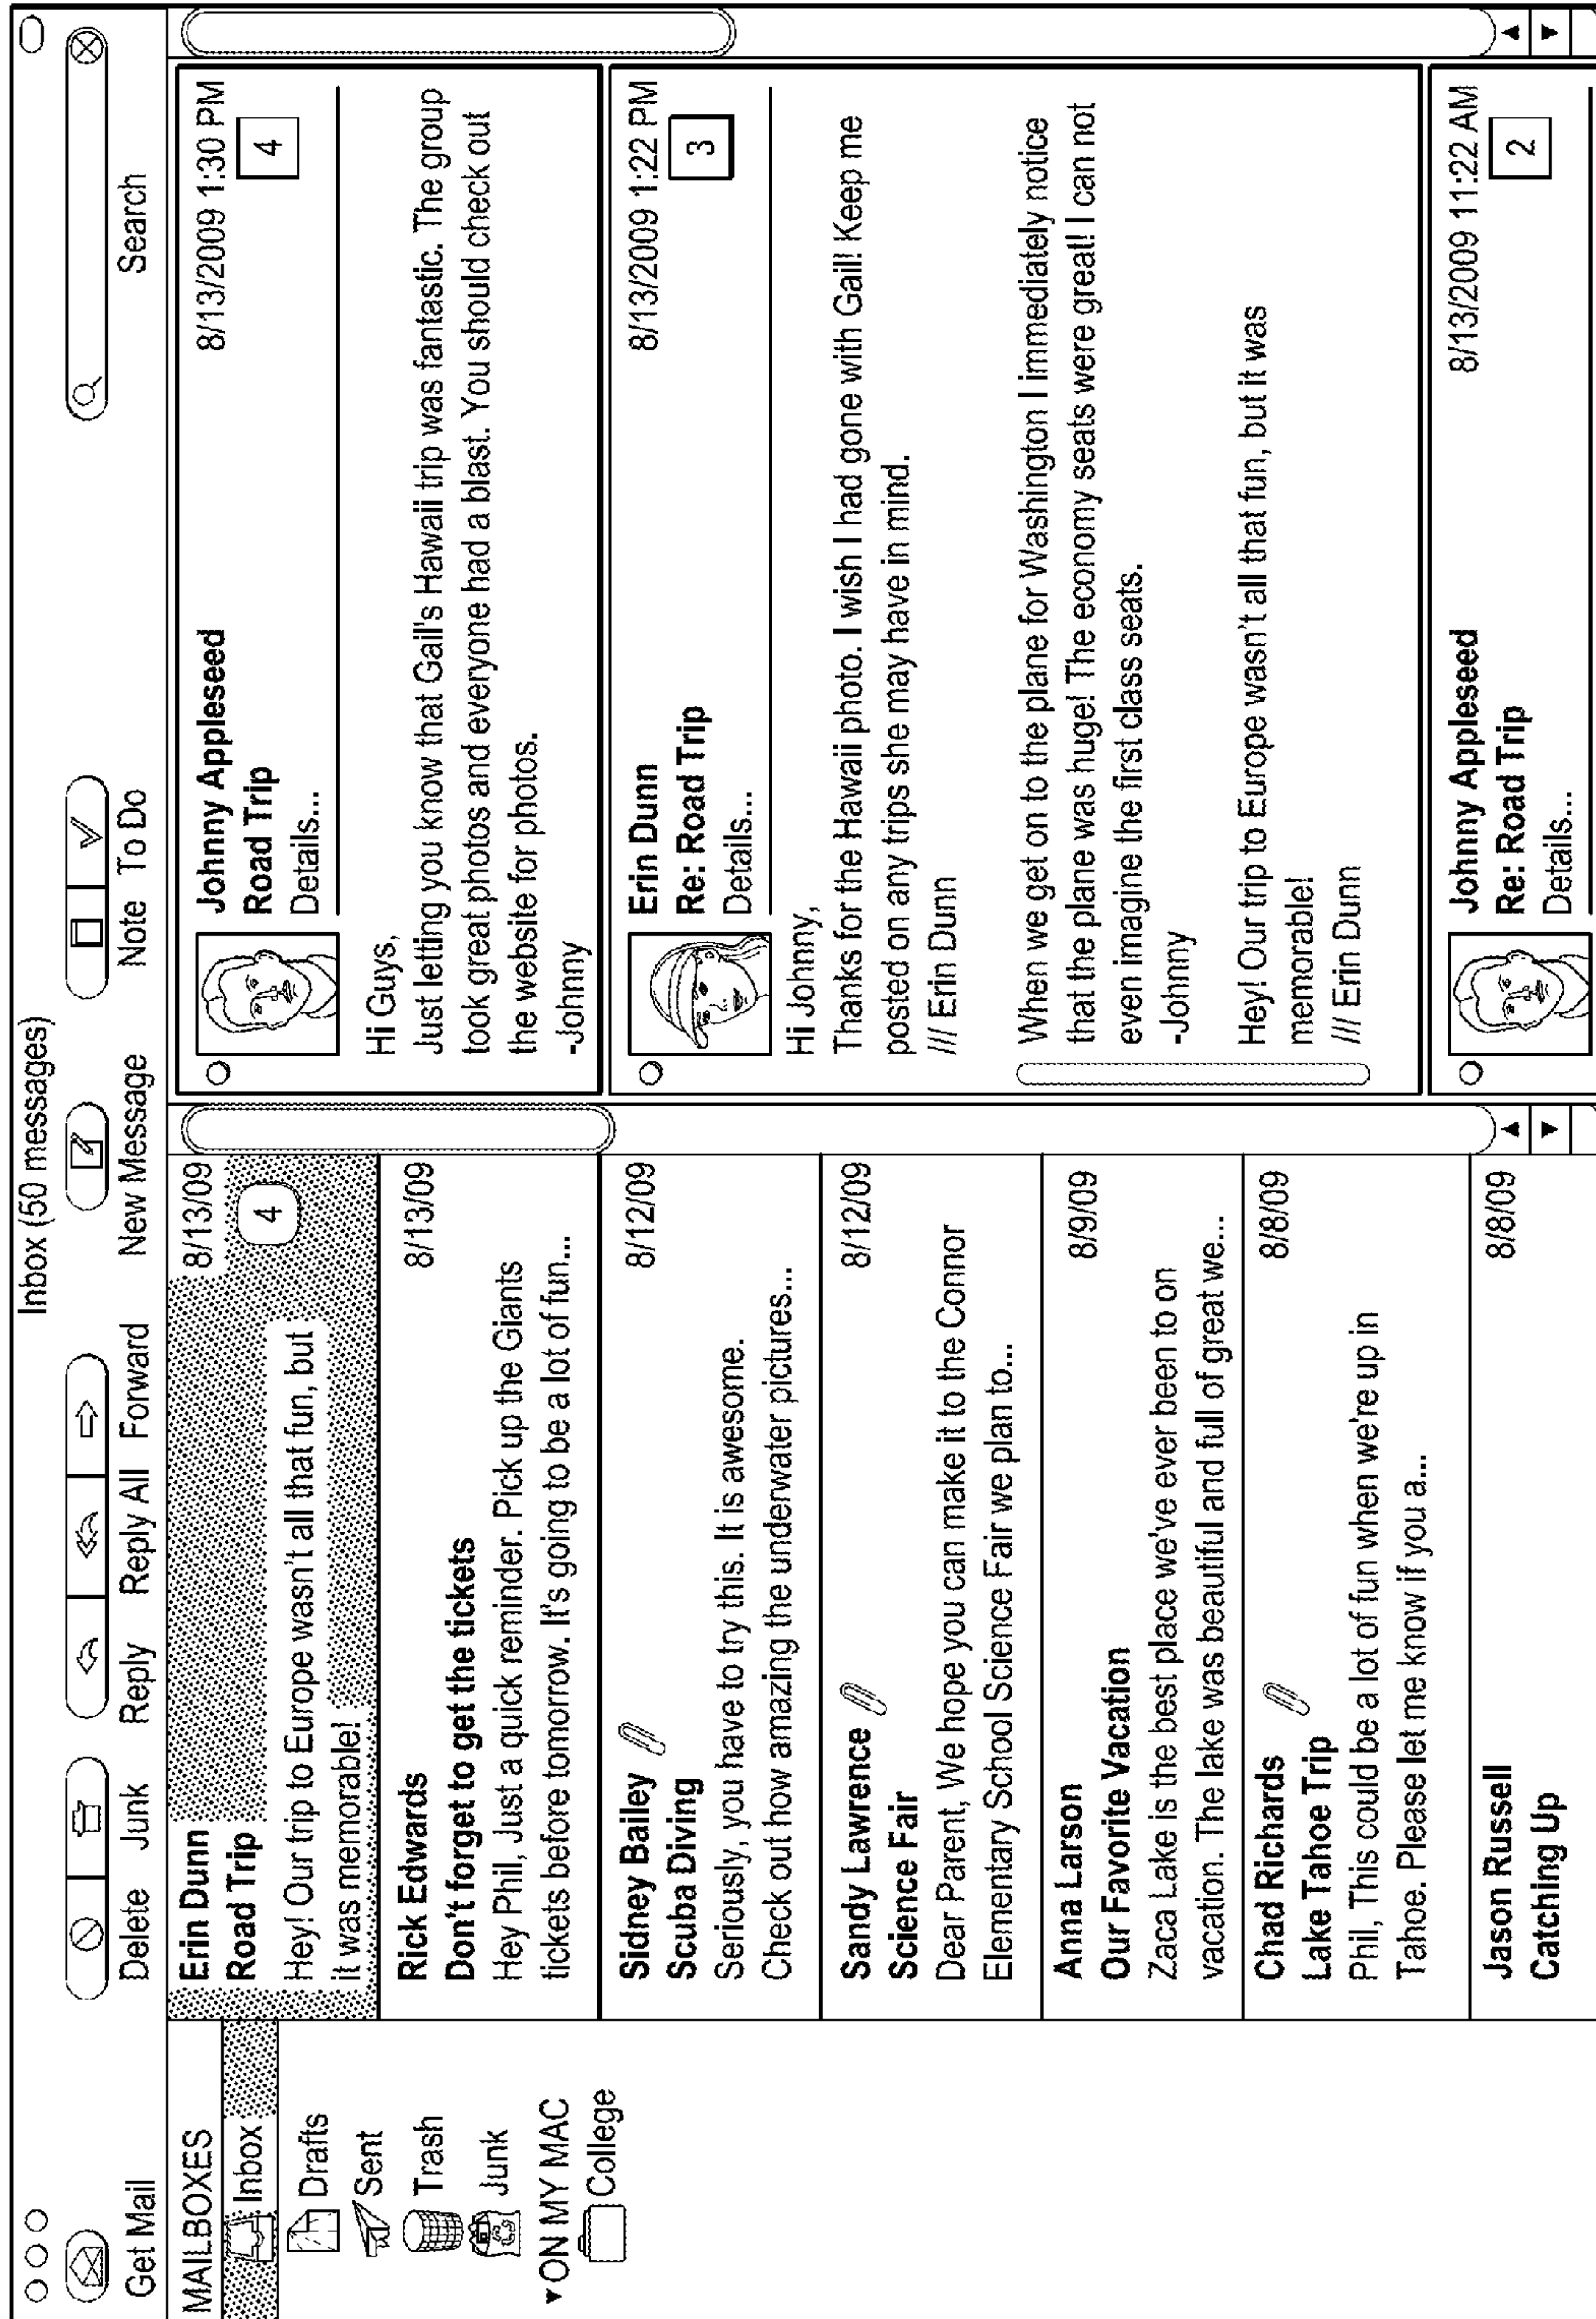 Inbox (50 messages)
Get Mail
Delete Junk
Reply Reply All Forward
New Message
Note To Do
Search
MAILBOXES
Inbox
Drafts
Sent
Trash
Junk
▾ON MY MAC
College
Erin Dunn 8/13/09
Road Trip 4
Hey! Our trip to Europe wasn't all that fun, but
it was memorable!
Rick Edwards 8/13/09
Don't forget to get the tickets
Hey Phil, Just a quick reminder. Pick up the Giants
tickets before tomorrow. It's going to be a lot of fun...
Sidney Bailey 8/12/09
Scuba Diving
Seriously, you have to try this. It is awesome.
Check out how amazing the underwater pictures...
Sandy Lawrence 8/12/09
Science Fair
Dear Parent, We hope you can make it to the Connor
Elementary School Science Fair we plan to...
Anna Larson 8/9/09
Our Favorite Vacation
Zaca Lake is the best place we've ever been to on
vacation. The lake was beautiful and full of great we...
Chad Richards 8/8/09
Lake Tahoe Trip
Phil, This could be a lot of fun when we're up in
Tahoe. Please let me know if you a...
Jason Russell 8/8/09
Catching Up
Johnny Appleseed 8/13/2009 1:30 PM
Road Trip 4
Details...
Hi Guys,
Just letting you know that Gail's Hawaii trip was fantastic. The group
took great photos and everyone had a blast. You should check out
the website for photos.
-Johnny
Erin Dunn 8/13/2009 1:22 PM
Re: Road Trip 3
Details...
Hi Johnny,
Thanks for the Hawaii photo. I wish I had gone with Gail! Keep me
posted on any trips she may have in mind.
/// Erin Dunn
When we get on to the plane for Washington I immediately notice
that the plane was huge! The economy seats were great! I can not
even imagine the first class seats.
-Johnny
Hey! Our trip to Europe wasn't all that fun, but it was
memorable!
/// Erin Dunn
Johnny Appleseed 8/13/2009 11:22 AM
Re: Road Trip 2
Details...